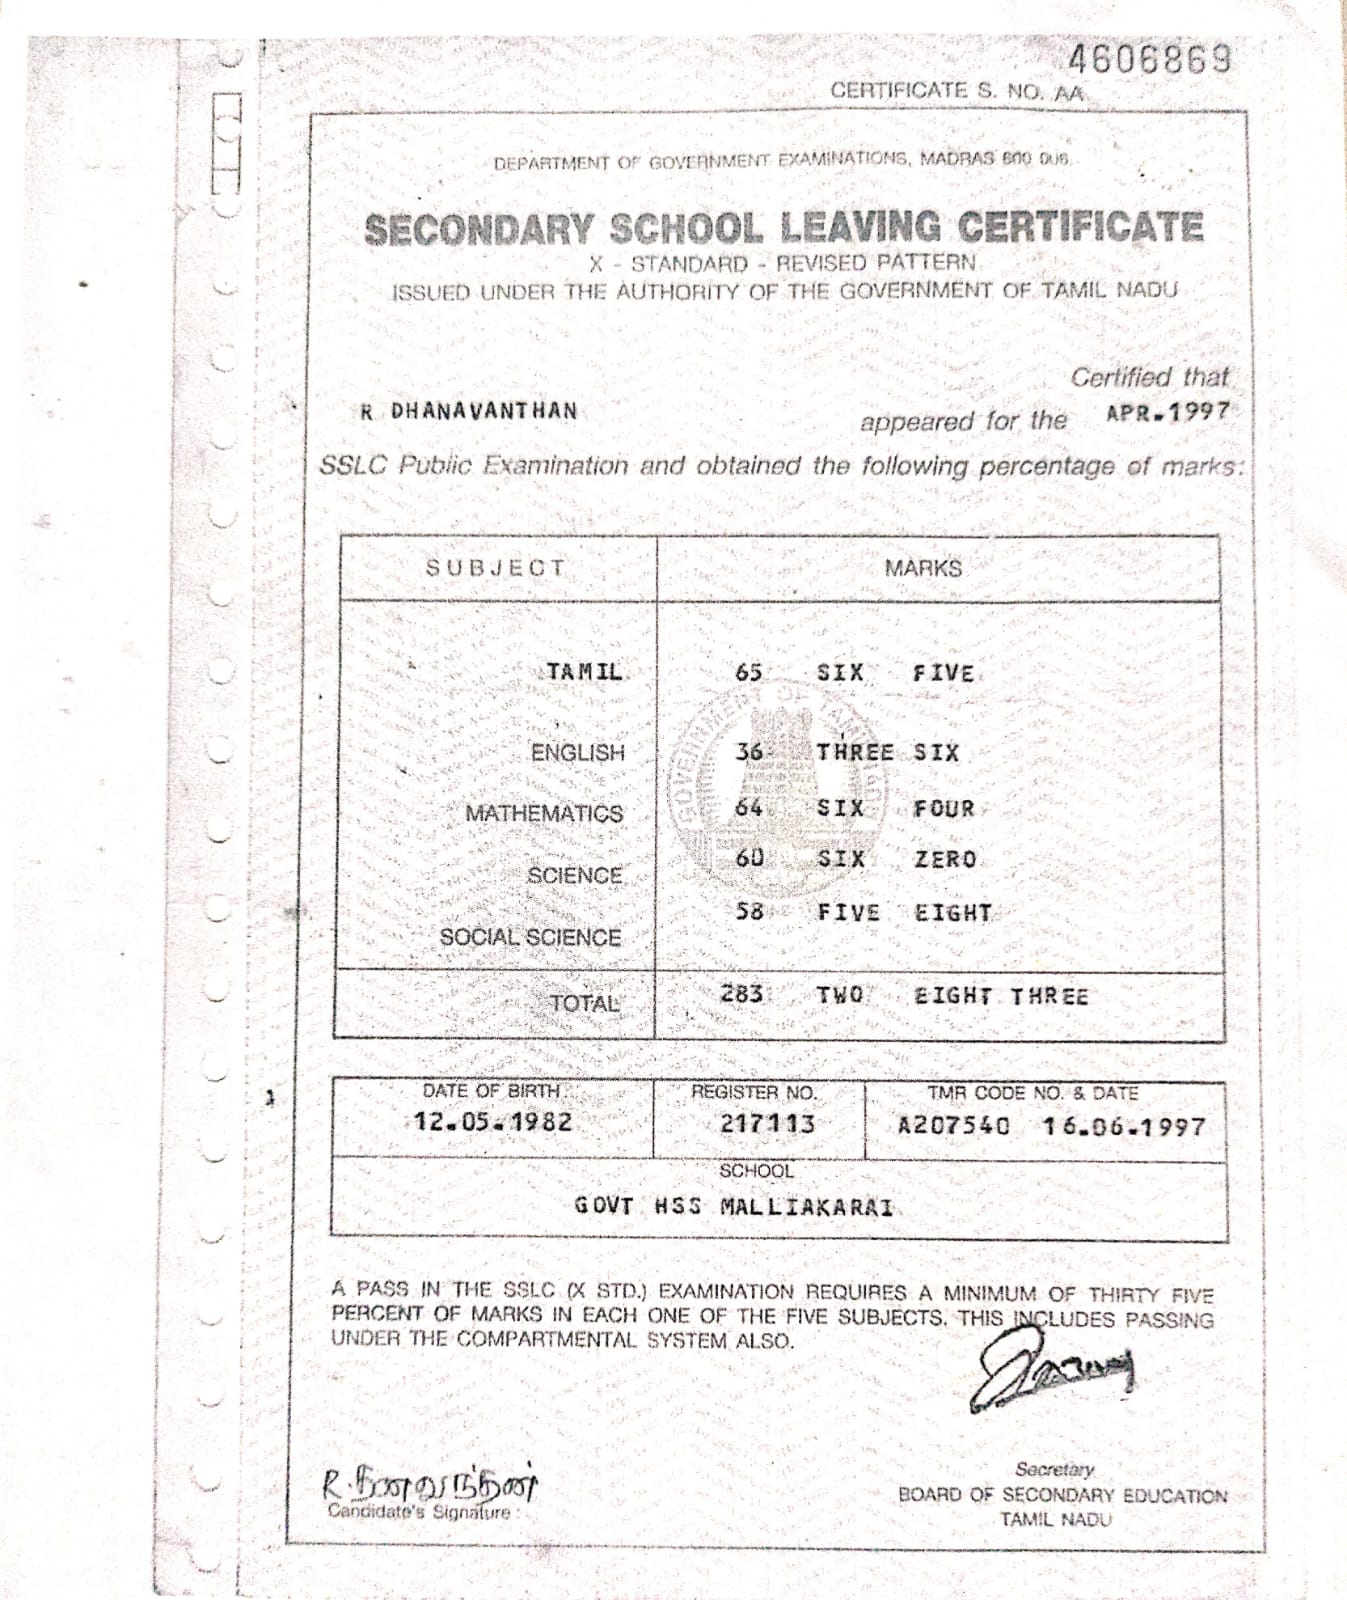 4606869
CERTIFICATE S. NO. AA
DEPARTMENT OF GOVERNMENT EXAMINATIONS, MADRAS 600 006.
SECONDARY SCHOOL LEAVING CERTIFICATE
X - STANDARD - REVISED PATTERN
ISSUED UNDER THE AUTHORITY OF THE GOVERNMENT OF TAMIL NADU
Certified that
R DHANAVANTHAN appeared for the APR.1997
SSLC Public Examination and obtained the following percentage of marks:
SUBJECT MARKS
TAMIL 65 SIX FIVE
ENGLISH 36 THREE SIX
MATHEMATICS 64 SIX FOUR
SCIENCE 60 SIX ZERO
SOCIAL SCIENCE 58 FIVE EIGHT
TOTAL 283 TWO EIGHT THREE
DATE OF BIRTH REGISTER NO. TMR CODE NO. & DATE
12.05.1982 217113 A207540 16.06.1997
SCHOOL
GOVT HSS MALLIAKARAI
A PASS IN THE SSLC (X STD.) EXAMINATION REQUIRES A MINIMUM OF THIRTY FIVE
PERCENT OF MARKS IN EACH ONE OF THE FIVE SUBJECTS. THIS INCLUDES PASSING
UNDER THE COMPARTMENTAL SYSTEM ALSO.
R. தனவந்தன்
Candidate's Signature :
Secretary
BOARD OF SECONDARY EDUCATION
TAMIL NADU